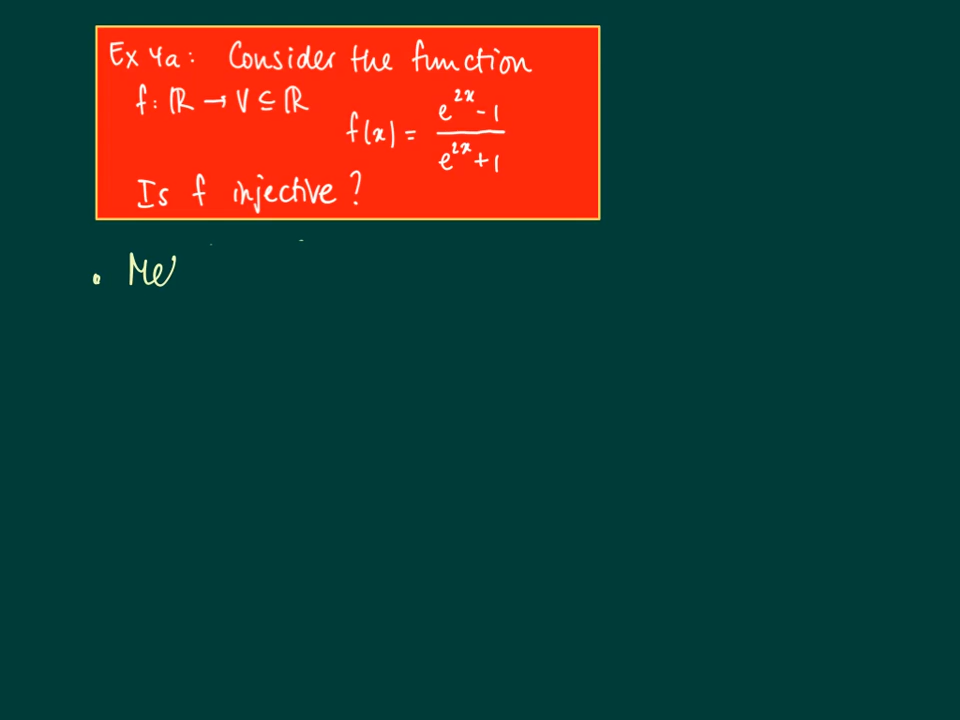 Ex 4a: Consider the function
f: ℝ → V ⊆ ℝ
f(x) = (e^{2x} - 1)/(e^{2x} + 1)
Is f injective?
• Me